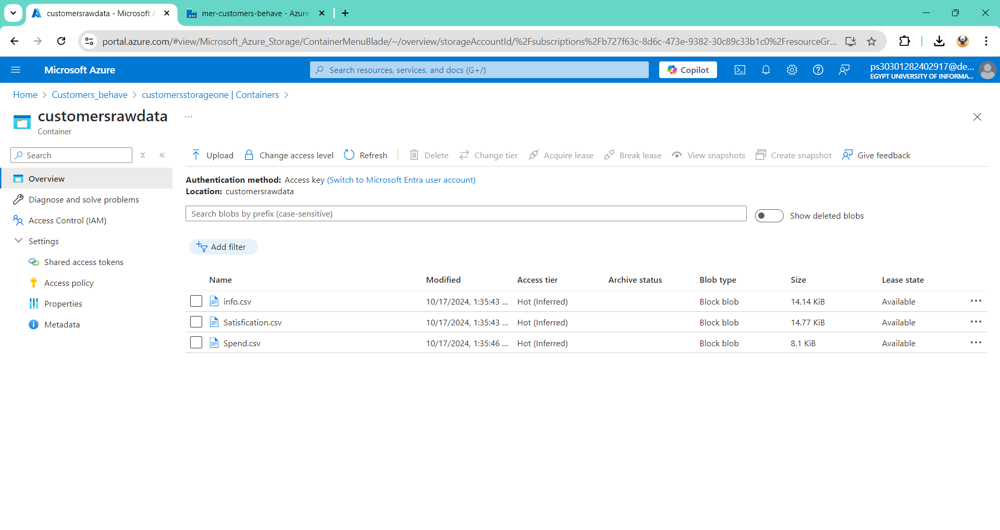 customersrawdata - Microsoft A
mer-customers-behave - Azure
portal.azure.com/#view/Microsoft_Azure_Storage/ContainerMenuBlade/~/overview/storageAccountId/%2Fsubscriptions%2Fb727f63c-8d6c-473e-9382-30c89c33b1c0%2FresourceGr...
Microsoft Azure
Search resources, services, and docs (G+/)
Copilot
ps30301282402917@de...
EGYPT UNIVERSITY OF INFORMA...
Home > Customers_behave > customersstorageone | Containers >
customersrawdata ...
Container
Search
Upload Change access level Refresh Delete Change tier Acquire lease Break lease View snapshots Create snapshot Give feedback
Overview
Diagnose and solve problems
Access Control (IAM)
Settings
Shared access tokens
Access policy
Properties
Metadata
Authentication method: Access key (Switch to Microsoft Entra user account)
Location: customersrawdata
Search blobs by prefix (case-sensitive)
Show deleted blobs
Add filter
Name Modified Access tier Archive status Blob type Size Lease state
info.csv 10/17/2024, 1:35:43 ... Hot (Inferred) Block blob 14.14 KiB Available ...
Satisfication.csv 10/17/2024, 1:35:43 ... Hot (Inferred) Block blob 14.77 KiB Available ...
Spend.csv 10/17/2024, 1:35:46 ... Hot (Inferred) Block blob 8.1 KiB Available ...